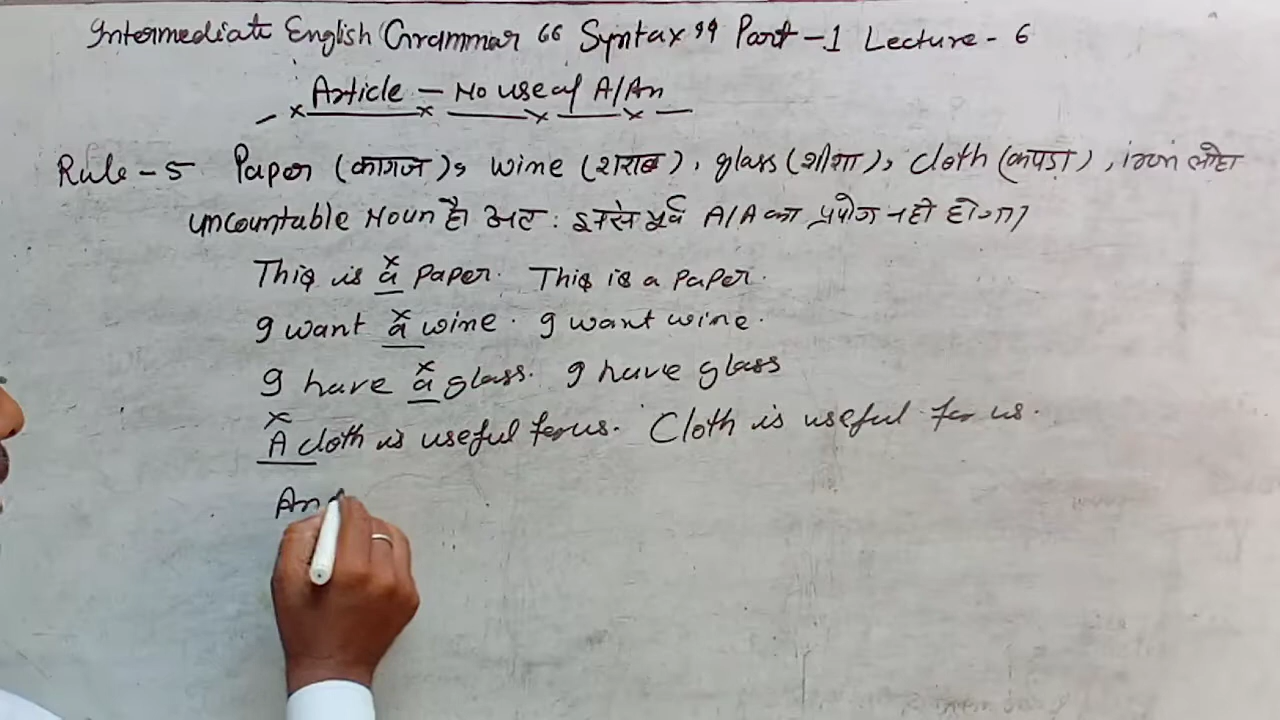 Intermediate English Grammar “ Syntax ” Part -1 Lecture - 6
Article - No use of A/An
Rule - 5 Paper (कागज), wine (शराब), glass (शीशा), cloth (कपड़ा), iron लोहा
uncountable Noun है अत: इनसे पूर्व A/A का प्रयोग नही होगा
This is a paper. This is a paper.
I want a wine. I want wine.
I have a glass. I have glass
A cloth is useful for us. Cloth is useful for us.
An